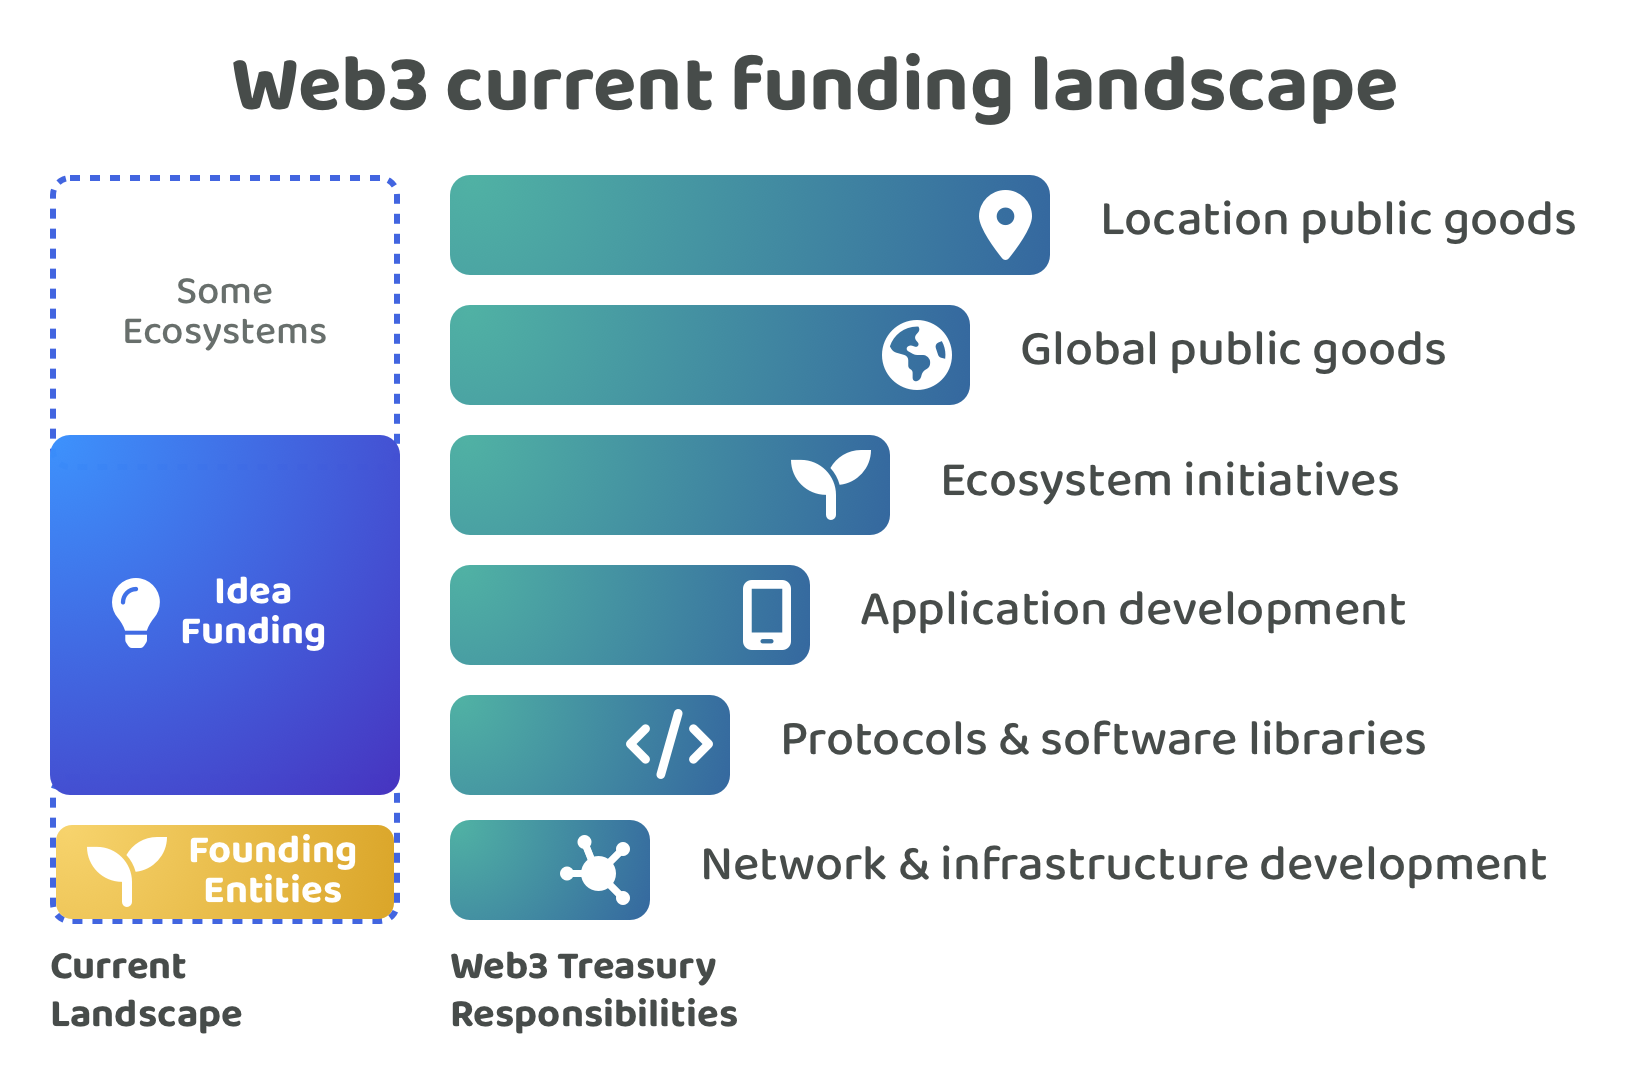 Web3 current funding landscape
Some
Ecosystems
Idea
Funding
Founding
Entities
Current
Landscape
Location public goods
Global public goods
Ecosystem initiatives
Application development
Protocols & software libraries
Network & infrastructure development
Web3 Treasury
Responsibilities